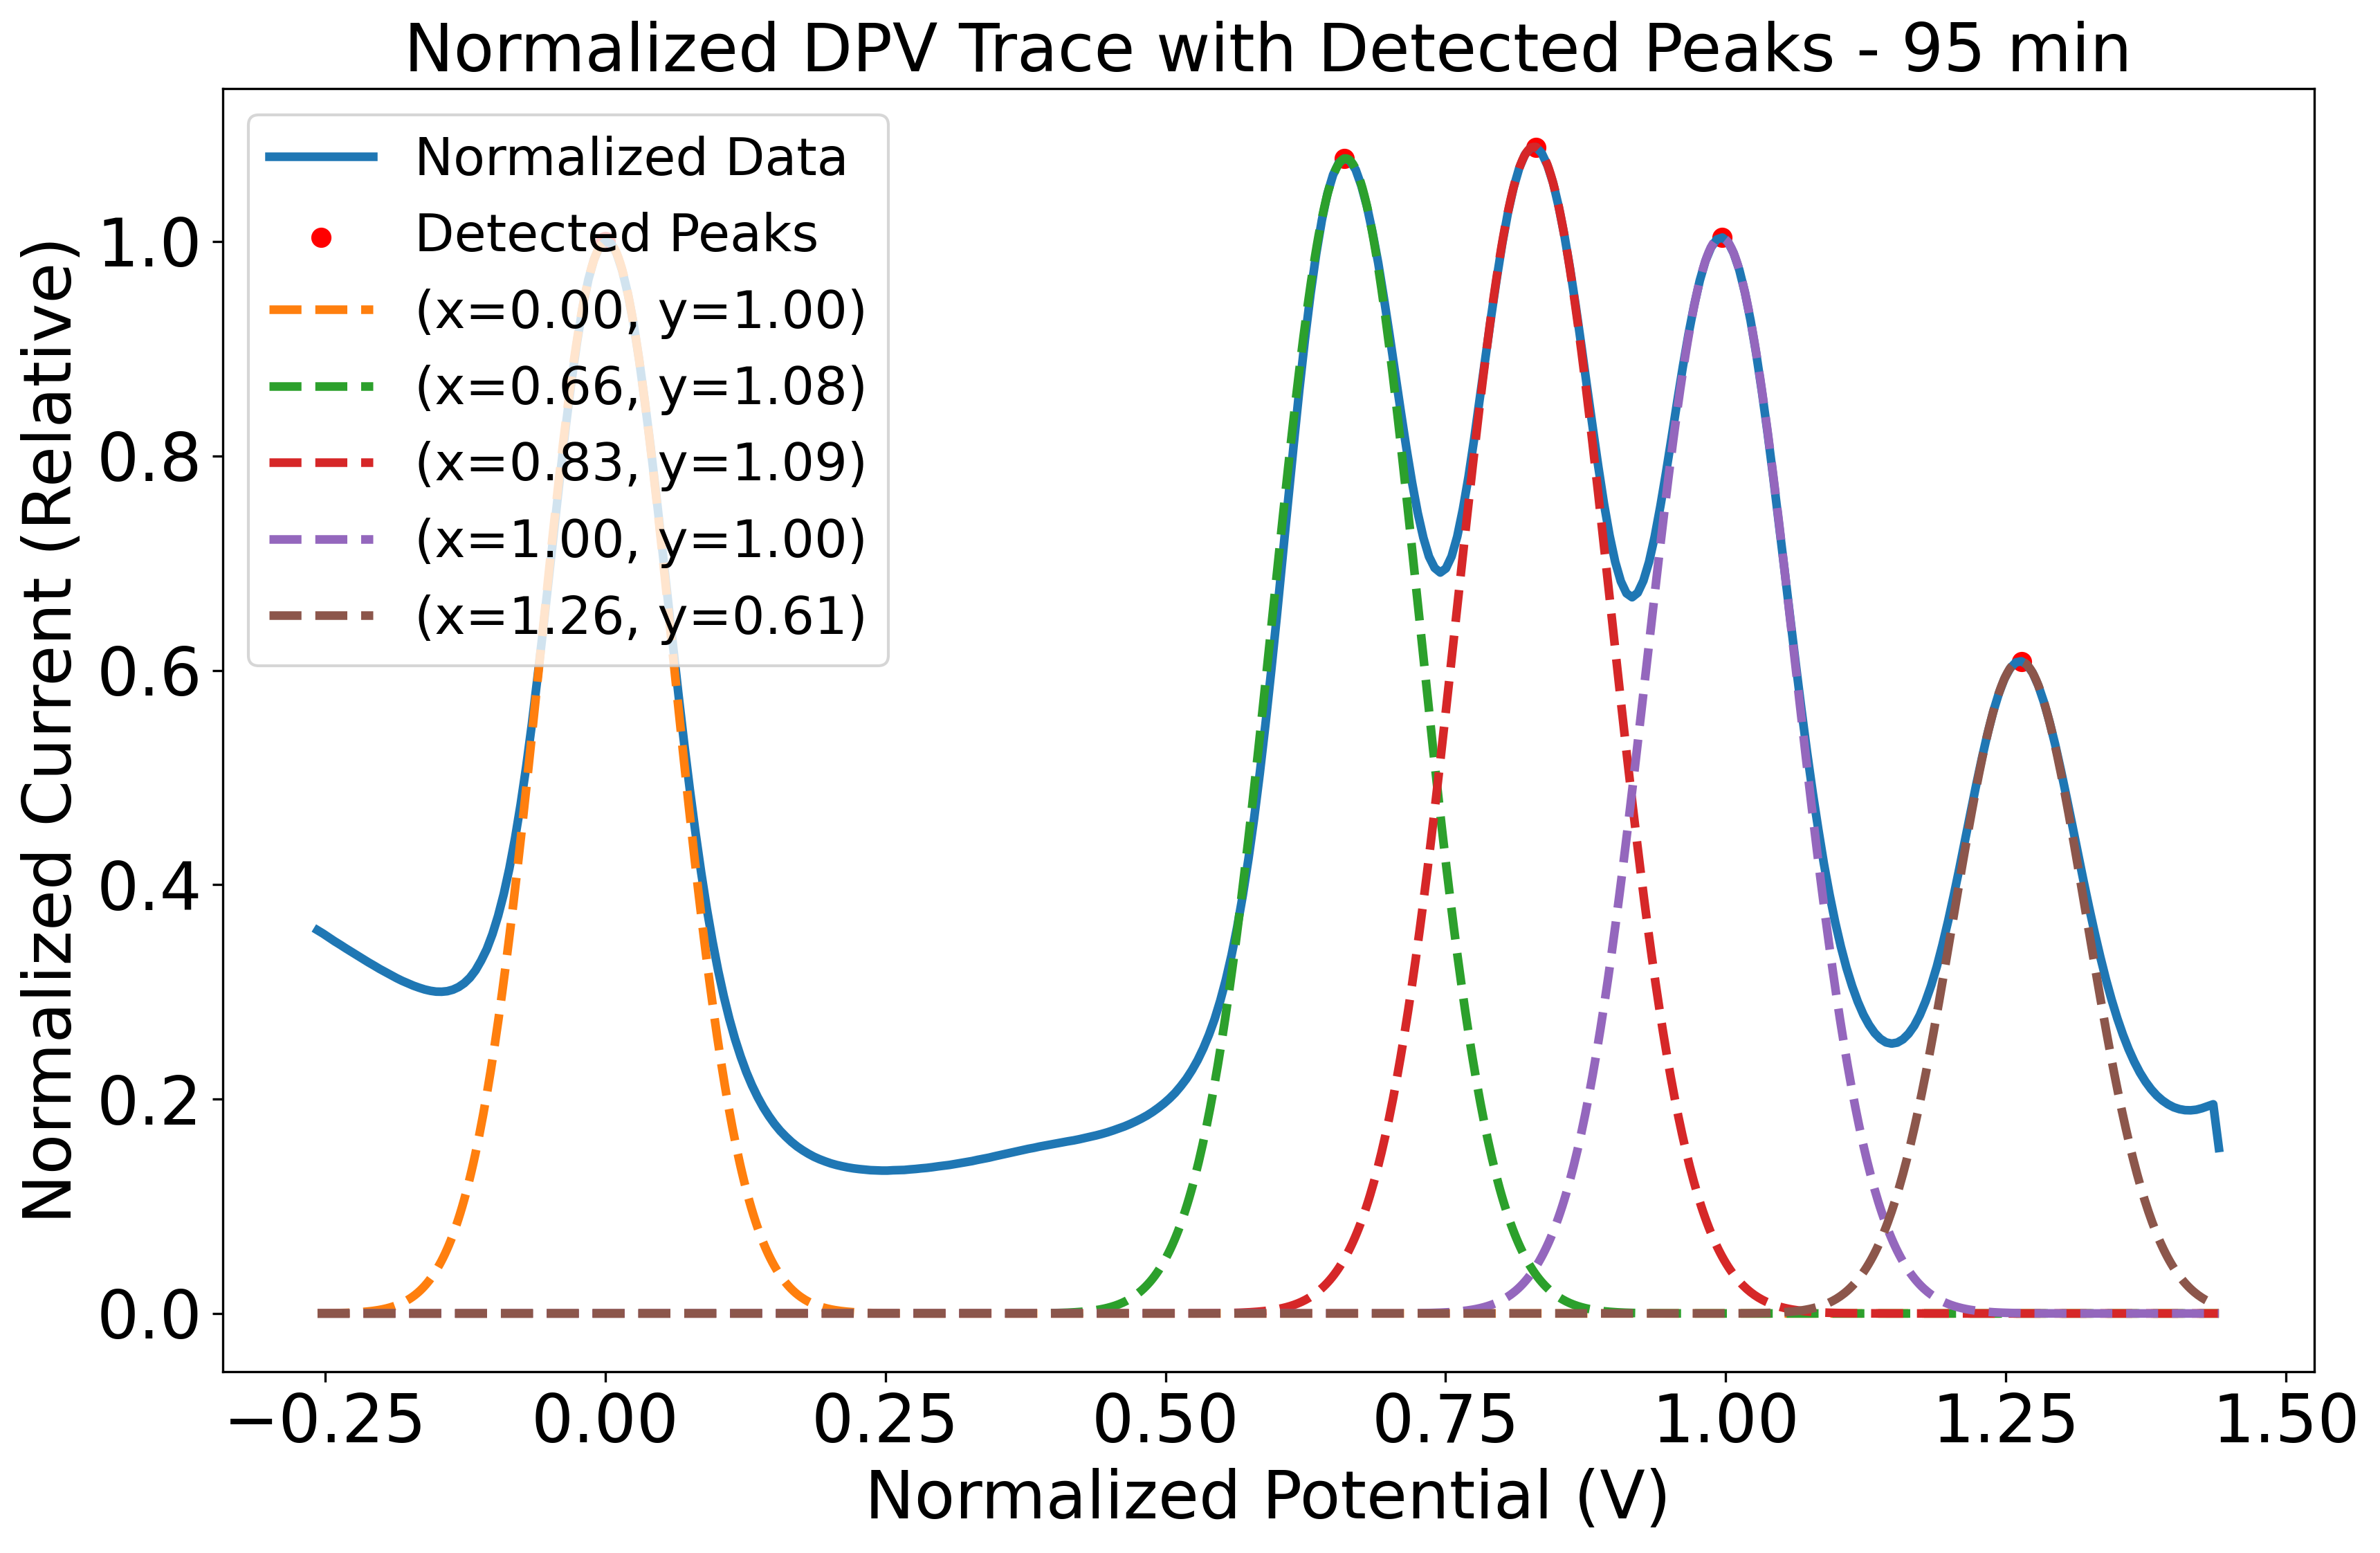 Normalized DPV Trace with Detected Peaks - 95 min
Normalized Data
Detected Peaks
(x=0.00, y=1.00)
(x=0.66, y=1.08)
(x=0.83, y=1.09)
(x=1.00, y=1.00)
(x=1.26, y=0.61)
Normalized Current (Relative)
1.0
0.8
0.6
0.4
0.2
0.0
−0.25 0.00 0.25 0.50 0.75 1.00 1.25 1.50
Normalized Potential (V)